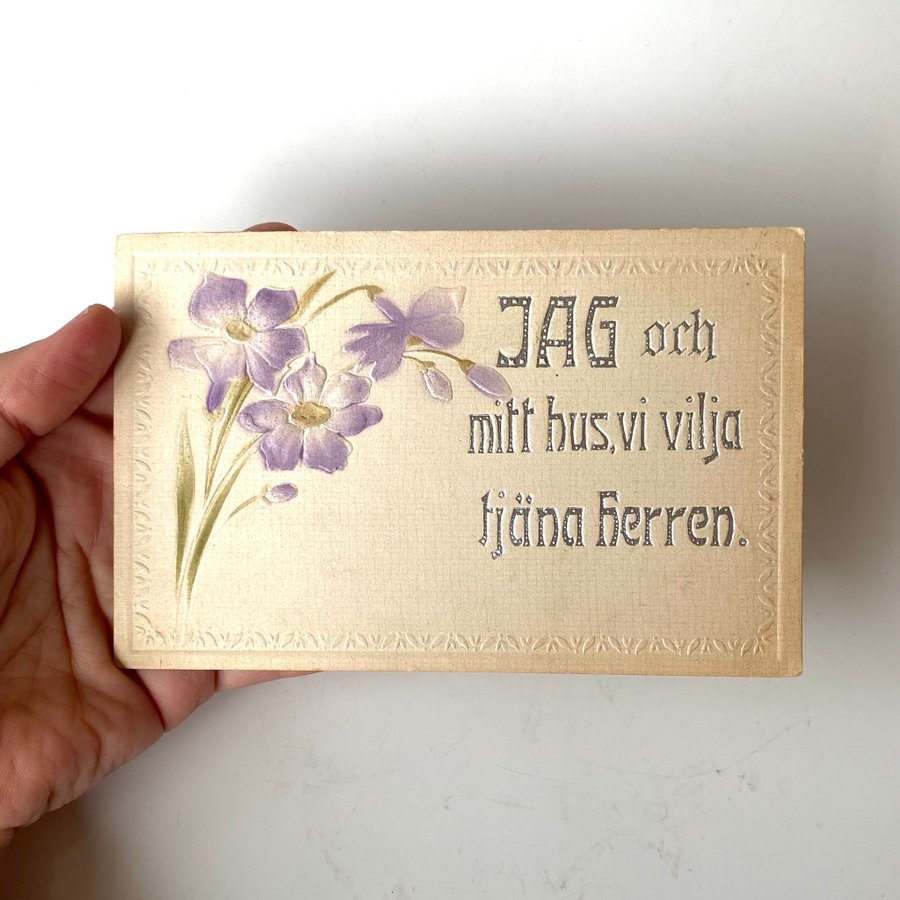 JAG och
mitt hus, vi vilja
tjäna herren.